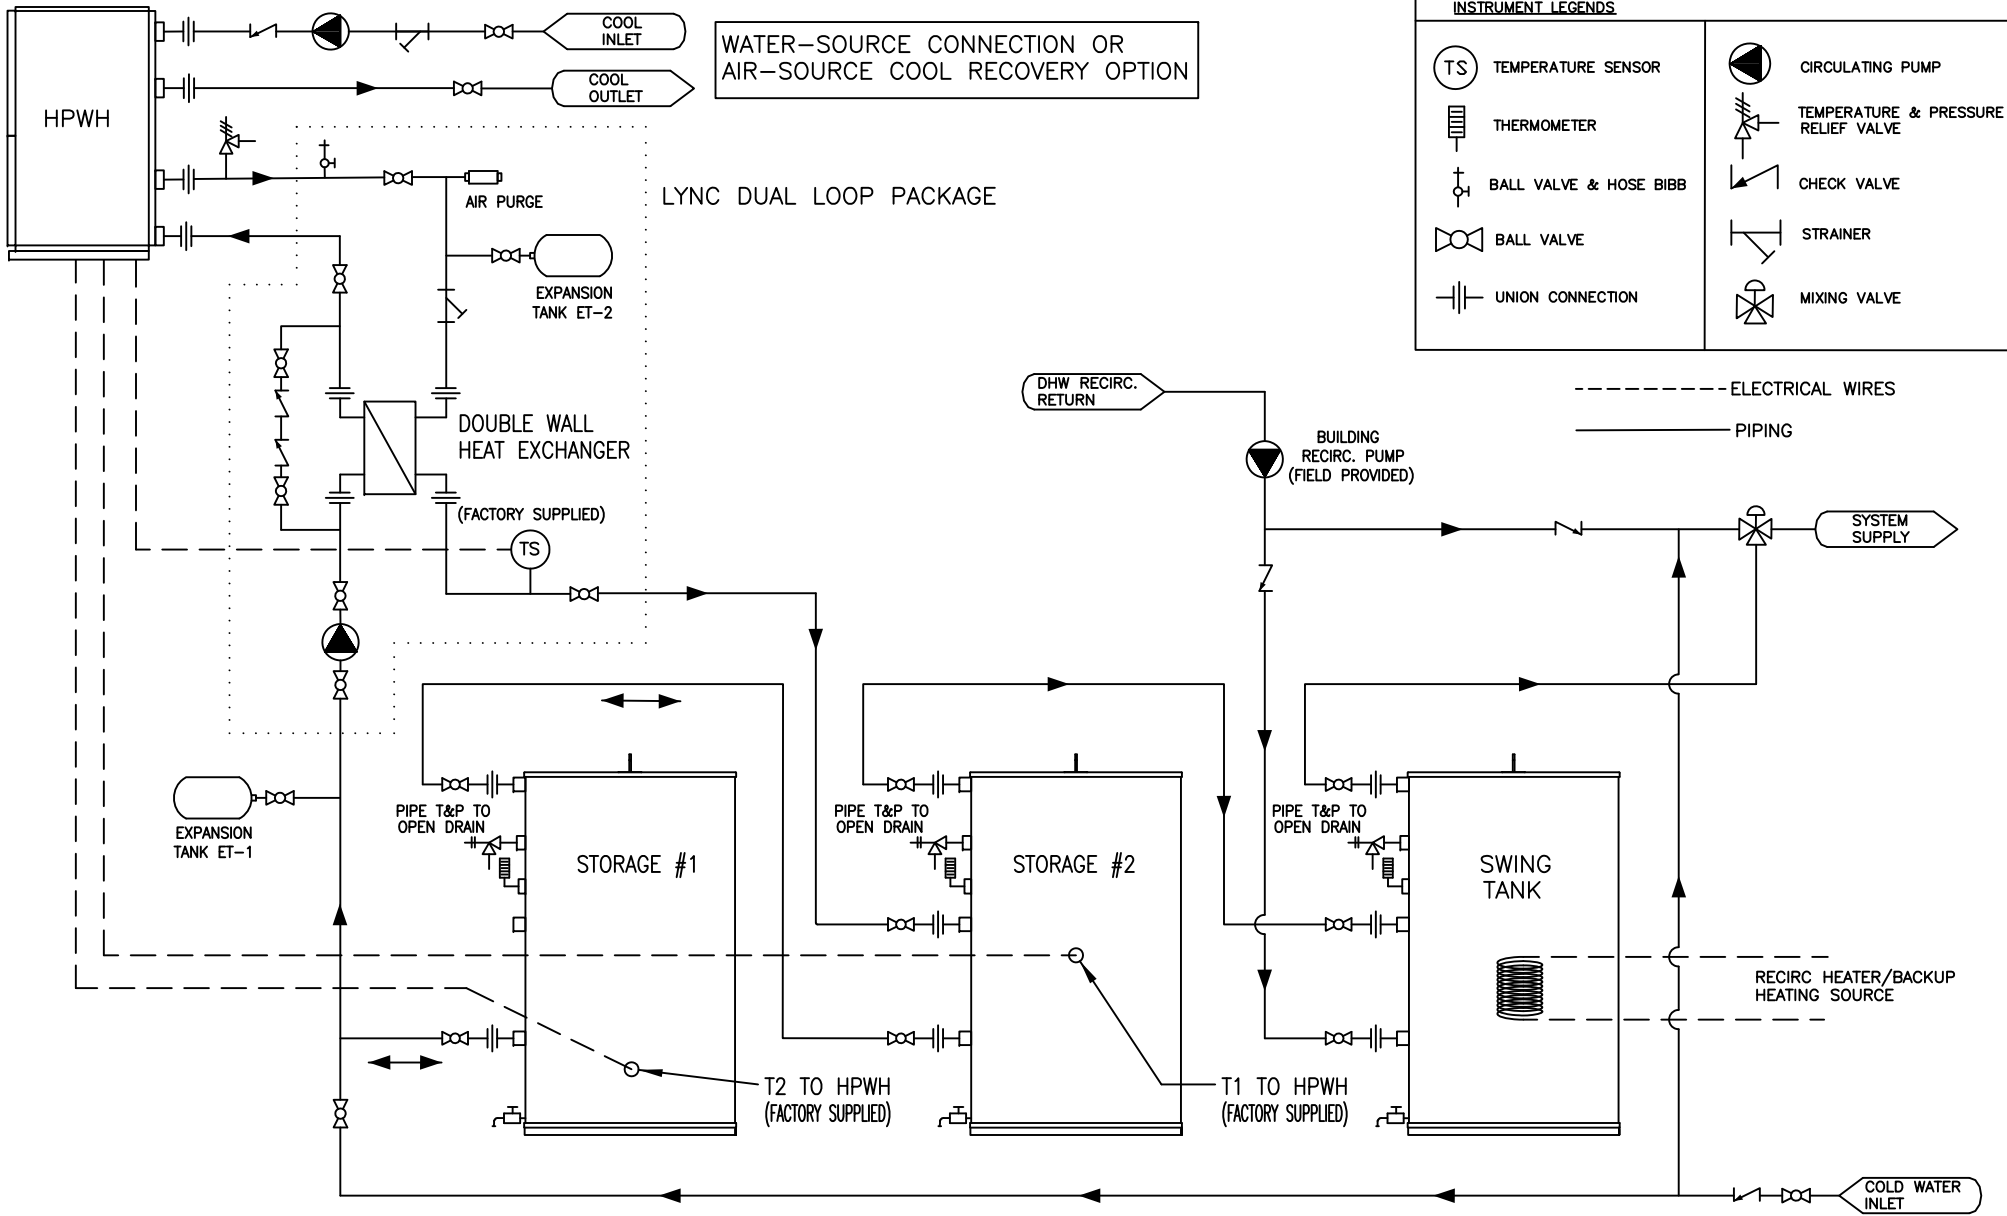 COOL
INLET
COOL
OUTLET
HPWH
WATER-SOURCE CONNECTION OR
AIR-SOURCE COOL RECOVERY OPTION
INSTRUMENT LEGENDS
TS
TEMPERATURE SENSOR
THERMOMETER
BALL VALVE & HOSE BIBB
BALL VALVE
UNION CONNECTION
CIRCULATING PUMP
TEMPERATURE & PRESSURE
RELIEF VALVE
CHECK VALVE
STRAINER
MIXING VALVE
ELECTRICAL WIRES
PIPING
AIR PURGE
LYNC DUAL LOOP PACKAGE
EXPANSION
TANK ET-2
DOUBLE WALL
HEAT EXCHANGER
(FACTORY SUPPLIED)
TS
DHW RECIRC.
RETURN
BUILDING
RECIRC. PUMP
(FIELD PROVIDED)
SYSTEM
SUPPLY
EXPANSION
TANK ET-1
PIPE T&P TO
OPEN DRAIN
STORAGE #1
PIPE T&P TO
OPEN DRAIN
STORAGE #2
PIPE T&P TO
OPEN DRAIN
SWING
TANK
RECIRC HEATER/BACKUP
HEATING SOURCE
T2 TO HPWH
(FACTORY SUPPLIED)
T1 TO HPWH
(FACTORY SUPPLIED)
COLD WATER
INLET